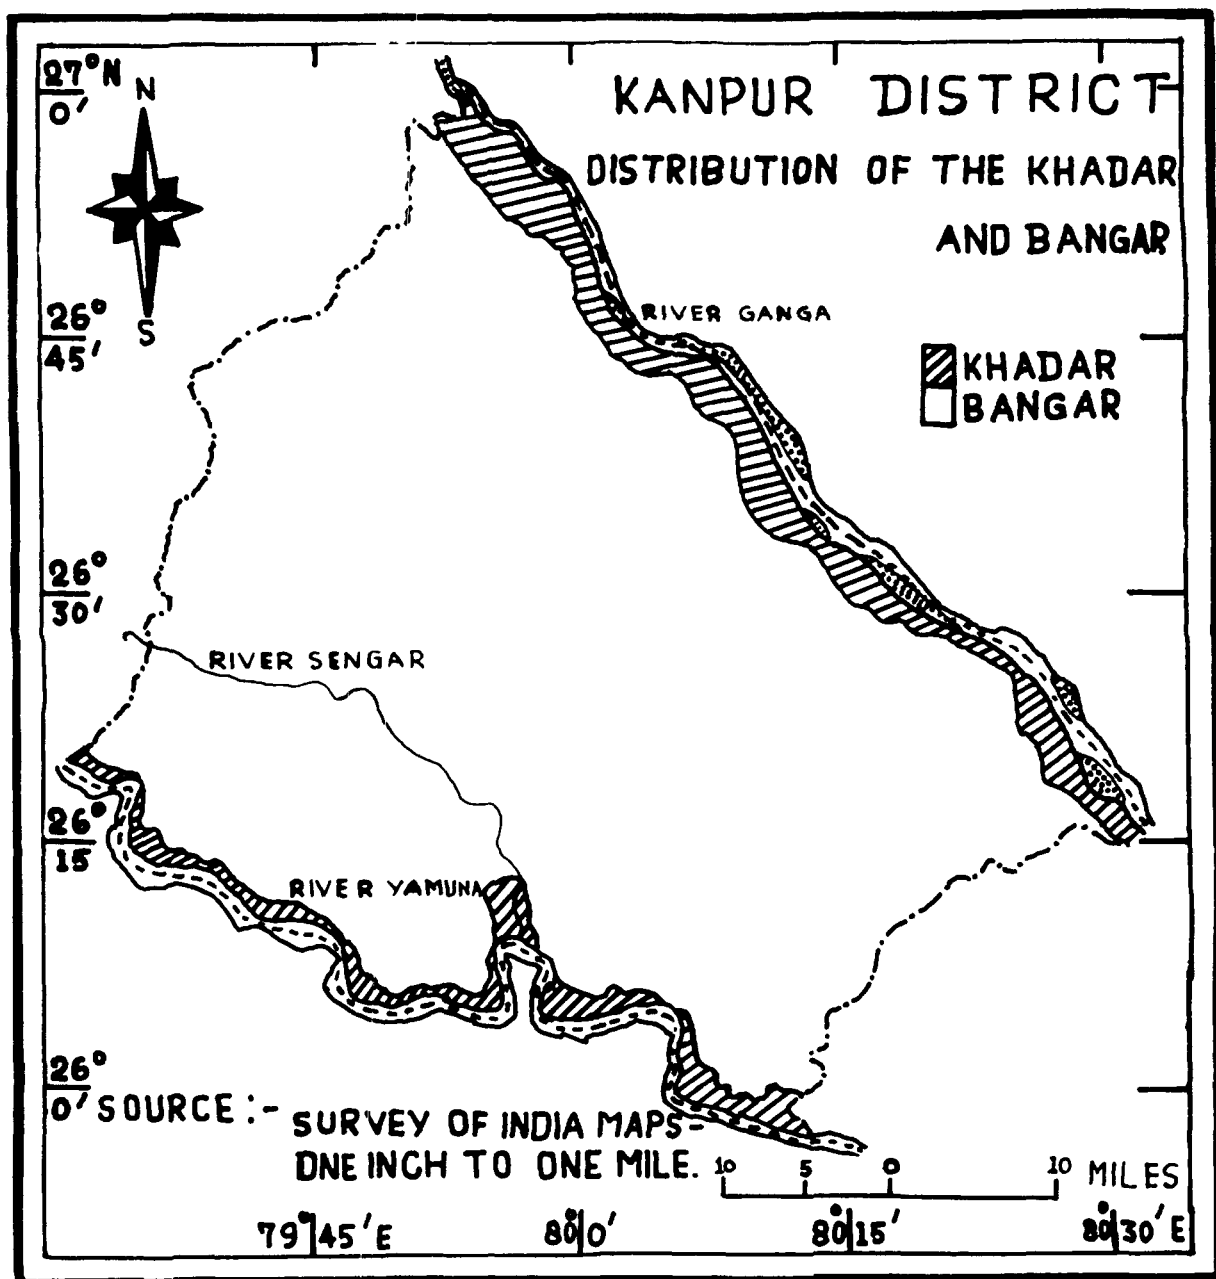 27°N
0'
N
S
KANPUR DISTRICT
DISTRIBUTION OF THE KHADAR
AND BANGAR
RIVER GANGA
26°
45'
KHADAR
BANGAR
26°
30'
RIVER SENGAR
26°
15'
RIVER YAMUNA
26°
0'
SOURCE:-
SURVEY OF INDIA MAPS-
ONE INCH TO ONE MILE.
10 5 0 10 MILES
79°45'E 80°0' 80°15' 80°30'E